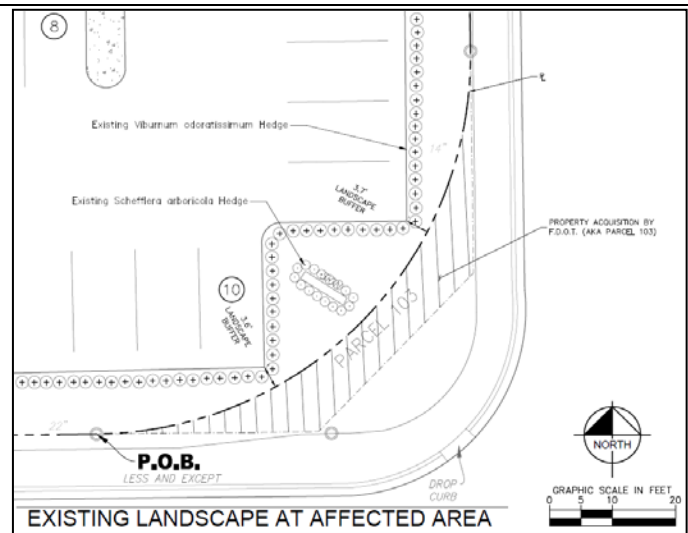 8
Existing Viburnum odoratissimum Hedge
14"
℄
3.7'
LANDSCAPE
BUFFER
Existing Schefflera arboricola Hedge
PROPERTY ACQUISITION BY
F.D.O.T. (AKA PARCEL 103)
10
3.6'
LANDSCAPE
BUFFER
PARCEL 103
22"
P.O.B.
LESS AND EXCEPT
DROP
CURB
NORTH
GRAPHIC SCALE IN FEET
0 5 10 20
EXISTING LANDSCAPE AT AFFECTED AREA